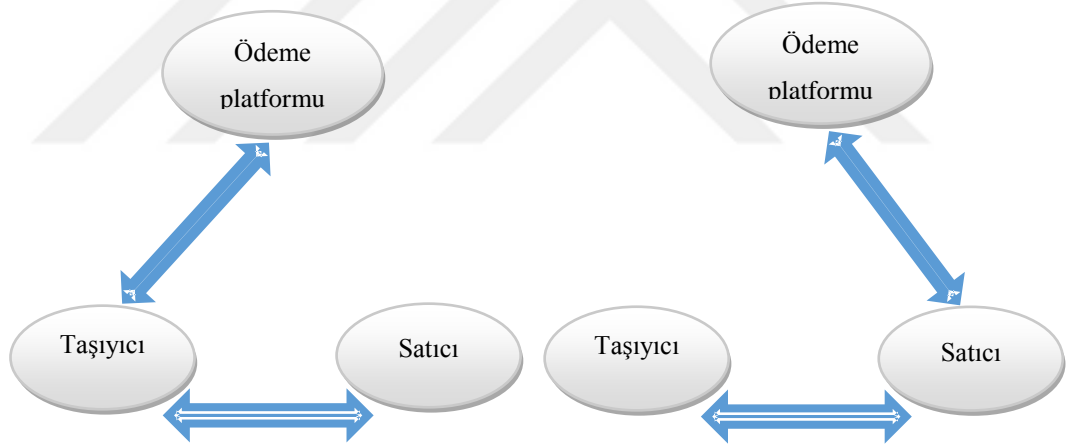 Ödeme
platformu
Ödeme
platformu
Taşıyıcı
Satıcı
Taşıyıcı
Satıcı